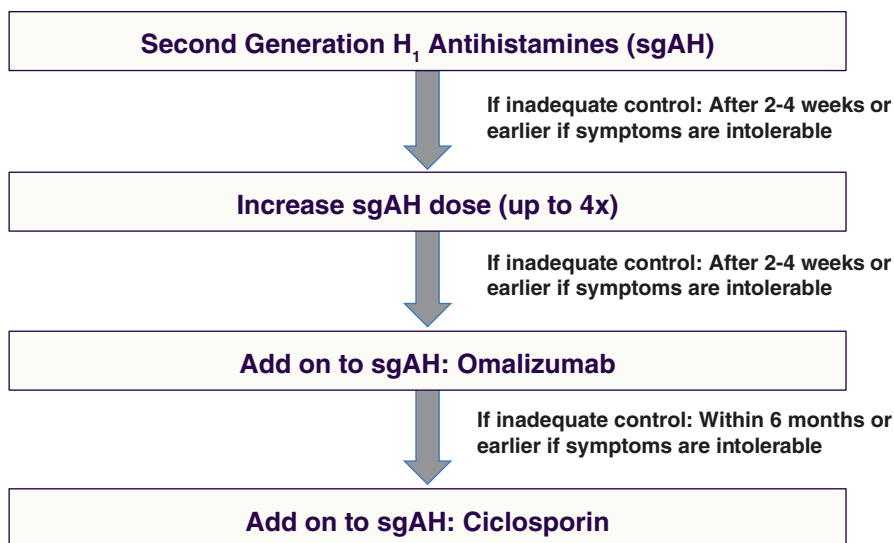 Second Generation H₁ Antihistamines (sgAH)
If inadequate control: After 2-4 weeks or
earlier if symptoms are intolerable
Increase sgAH dose (up to 4x)
If inadequate control: After 2-4 weeks or
earlier if symptoms are intolerable
Add on to sgAH: Omalizumab
If inadequate control: Within 6 months or
earlier if symptoms are intolerable
Add on to sgAH: Ciclosporin